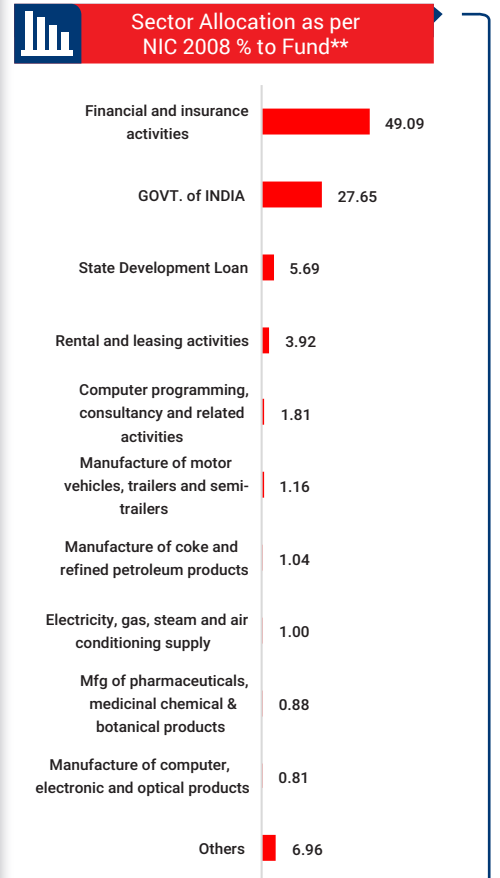 Sector Allocation as per
NIC 2008 % to Fund**
Financial and insurance
activities
49.09
GOVT. of INDIA
27.65
State Development Loan
5.69
Rental and leasing activities
3.92
Computer programming,
consultancy and related
activities
1.81
Manufacture of motor
vehicles, trailers and semi-
trailers
1.16
Manufacture of coke and
refined petroleum products
1.04
Electricity, gas, steam and air
conditioning supply
1.00
Mfg of pharmaceuticals,
medicinal chemical &
botanical products
0.88
Manufacture of computer,
electronic and optical products
0.81
Others
6.96